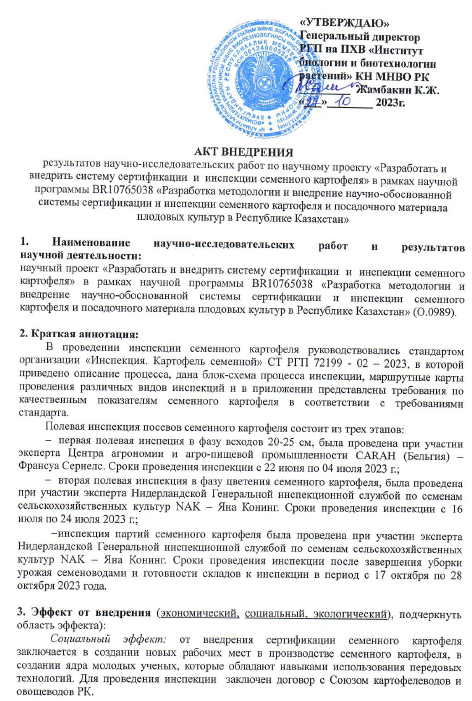 «УТВЕРЖДАЮ»
Генеральный директор
РГП на ПХВ «Институт
биологии и биотехнологии
растений» КН МНВО РК
Жамбакин К.Ж.
10 2023г.
АКТ ВНЕДРЕНИЯ
результатов научно-исследовательских работ по научному проекту «Разработать и
внедрить систему сертификации и инспекции семенного картофеля» в рамках научной
программы BR10765038 «Разработка методологии и внедрение научно-обоснованной
системы сертификации и инспекции семенного картофеля и посадочного материала
плодовых культур в Республике Казахстан»
1. Наименование научно-исследовательских работ и результатов
научной деятельности:
научный проект «Разработать и внедрить систему сертификации и инспекции семенного
картофеля» в рамках научной программы BR10765038 «Разработка методологии и
внедрение научно-обоснованной системы сертификации и инспекции семенного
картофеля и посадочного материала плодовых культур в Республике Казахстан» (О.0989).
2. Краткая аннотация:
В проведении инспекции семенного картофеля руководствовались стандартом
организации «Инспекция. Картофель семенной» СТ РГП 72199 - 02 – 2023, в которой
приведено описание процесса, дана блок-схема процесса инспекции, маршрутные карты
проведения различных видов инспекций и в приложении представлены требования по
качественным показателям семенного картофеля в соответствии с требованиями
стандарта.
Полевая инспекция посевов семенного картофеля состоит из трех этапов:
– первая полевая инспекция в фазу всходов 20-25 см, была проведена при участии
эксперта Центра агрономии и агро-пищевой промышленности CARAH (Бельгия) –
Франсуа Сернелс. Сроки проведения инспекции с 22 июня по 04 июля 2023 г.;
– вторая полевая инспекция в фазу цветения семенного картофеля, была проведена
при участии эксперта Нидерландской Генеральной инспекционной службой по семенам
сельскохозяйственных культур NAK – Яна Конинг. Сроки проведения инспекции с 16
июля по 24 июля 2023 г.;
–инспекция партий семенного картофеля была проведена при участии эксперта
Нидерландской Генеральной инспекционной службой по семенам сельскохозяйственных
культур NAK – Яна Конинг. Сроки проведения инспекции после завершения уборки
урожая семеноводами и готовности складов к инспекции в период с 17 октября по 28
октября 2023 года.
3. Эффект от внедрения (экономический, социальный, экологический), подчеркнуть
область эффекта):
Социальный эффект: от внедрения сертификации семенного картофеля
заключается в создании новых рабочих мест в производстве семенного картофеля, в
создании ядра молодых ученых, которые обладают навыками использования передовых
технологий. Для проведения инспекции заключен договор с Союзом картофелеводов и
овощеводов РК.